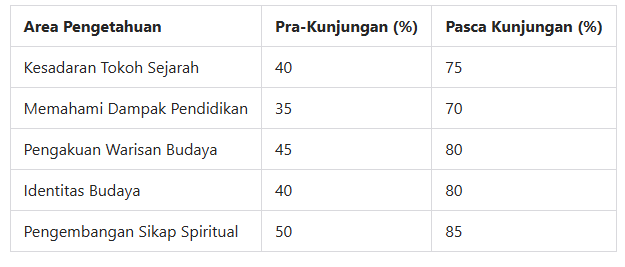 Area Pengetahuan Pra-Kunjungan (%) Pasca Kunjungan (%)
Kesadaran Tokoh Sejarah 40 75
Memahami Dampak Pendidikan 35 70
Pengakuan Warisan Budaya 45 80
Identitas Budaya 40 80
Pengembangan Sikap Spiritual 50 85